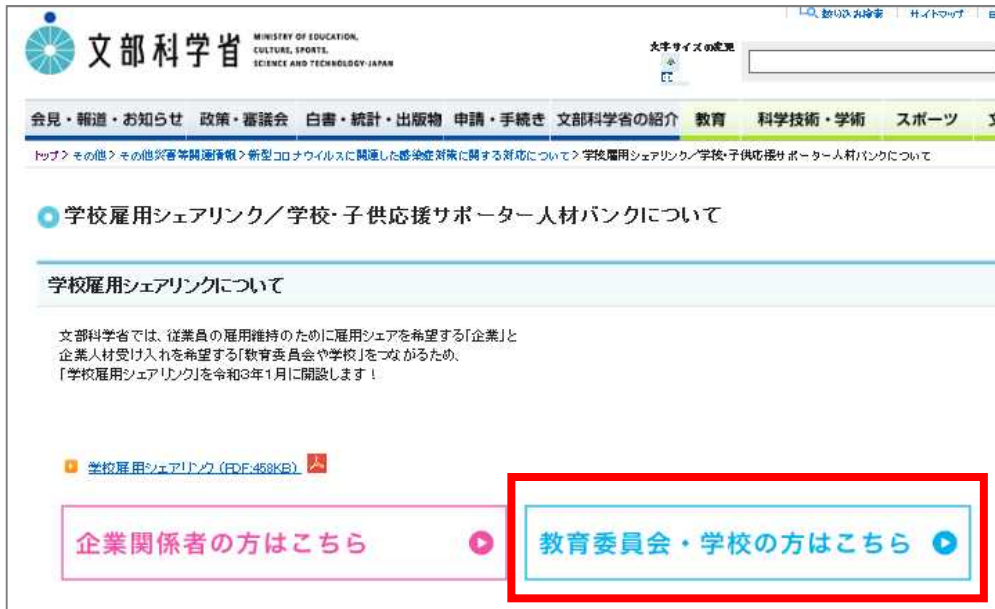 絞り込み検索 サイトマップ
文部科学省 MINISTRY OF EDUCATION,
CULTURE, SPORTS,
SCIENCE AND TECHNOLOGY-JAPAN
文字サイズの変更
小
会見・報道・お知らせ 政策・審議会 白書・統計・出版物 申請・手続き 文部科学省の紹介 教育 科学技術・学術 スポーツ
トップ > その他 > その他災害等関連情報 > 新型コロナウイルスに関連した感染症対策に関する対応について > 学校雇用シェアリンク/学校・子供応援サポーター人材バンクについて
学校雇用シェアリンク/学校・子供応援サポーター人材バンクについて
学校雇用シェアリンクについて
文部科学省では、従業員の雇用維持のために雇用シェアを希望する「企業」と
企業人材受け入れを希望する「教育委員会や学校」をつながるため、
「学校雇用シェアリンク」を令和3年1月に開設します!
学校雇用シェアリンク (PDF:458KB)
企業関係者の方はこちら
教育委員会・学校の方はこちら